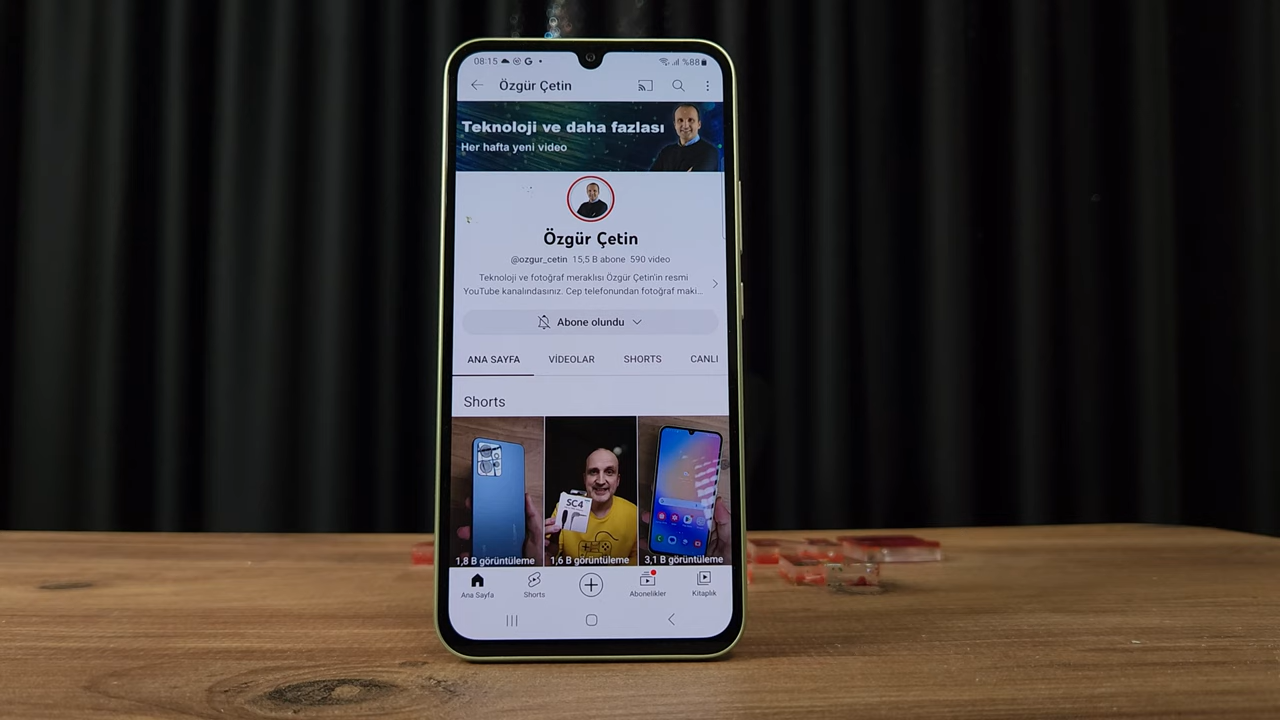 08:15 G %88
Özgür Çetin
Teknoloji ve daha fazlası
Her hafta yeni video
Özgür Çetin
@ozgur_cetin 15,5 B abone 590 video
Teknoloji ve fotoğraf meraklısı Özgür Çetin'in resmi
YouTube kanalındasınız. Cep telefonundan fotoğraf maki...
Abone olundu
ANA SAYFA VİDEOLAR SHORTS CANLI
Shorts
SC4
1,8 B görüntüleme 1,6 B görüntüleme 3,1 B görüntüleme
Ana Sayfa Shorts Abonelikler Kitaplık